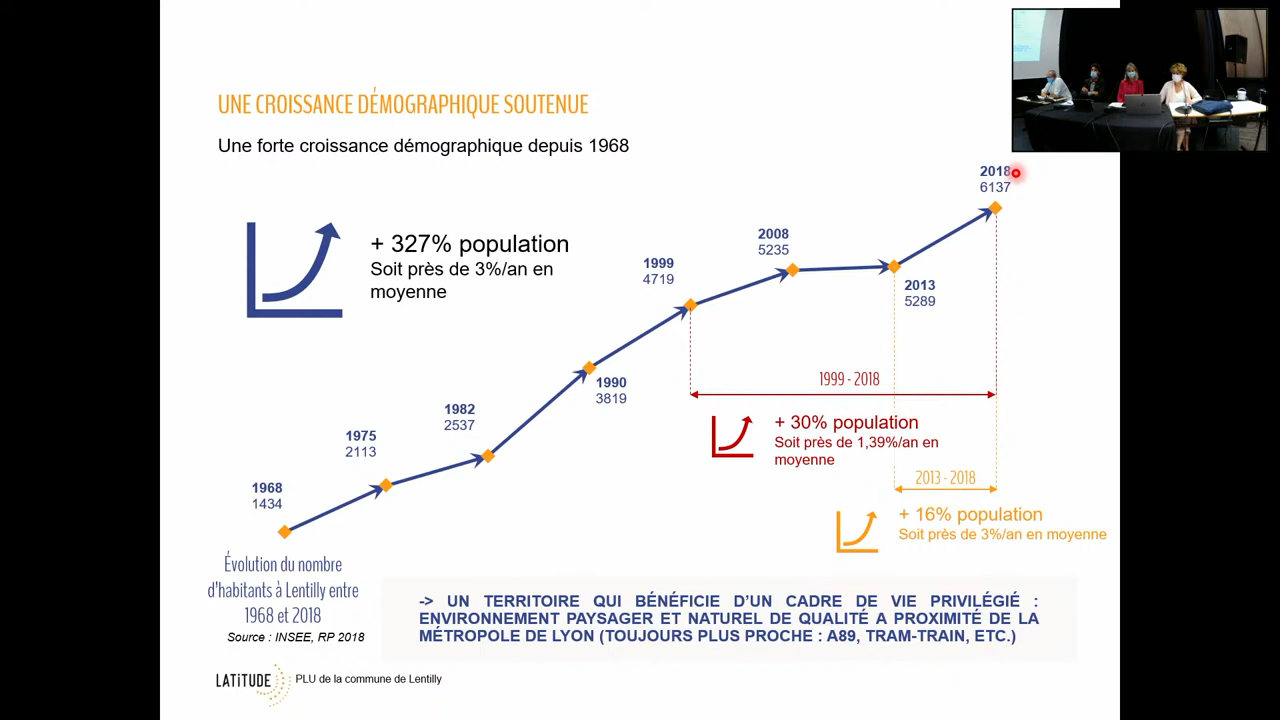 UNE CROISSANCE DÉMOGRAPHIQUE SOUTENUE
Une forte croissance démographique depuis 1968
+ 327% population
Soit près de 3%/an en
moyenne
2018
6137
2008
5235
1999
4719
2013
5289
1990
3819
1982
2537
1975
2113
1968
1434
1999 - 2018
+ 30% population
Soit près de 1,39%/an en
moyenne
2013 - 2018
+ 16% population
Soit près de 3%/an en moyenne
Évolution du nombre
d'habitants à Lentilly entre
1968 et 2018
Source : INSEE, RP 2018
-> UN TERRITOIRE QUI BÉNÉFICIE D'UN CADRE DE VIE PRIVILÉGIÉ :
ENVIRONNEMENT PAYSAGER ET NATUREL DE QUALITÉ A PROXIMITÉ DE LA
MÉTROPOLE DE LYON (TOUJOURS PLUS PROCHE : A89, TRAM-TRAIN, ETC.)
LATiTUDE
PLU de la commune de Lentilly